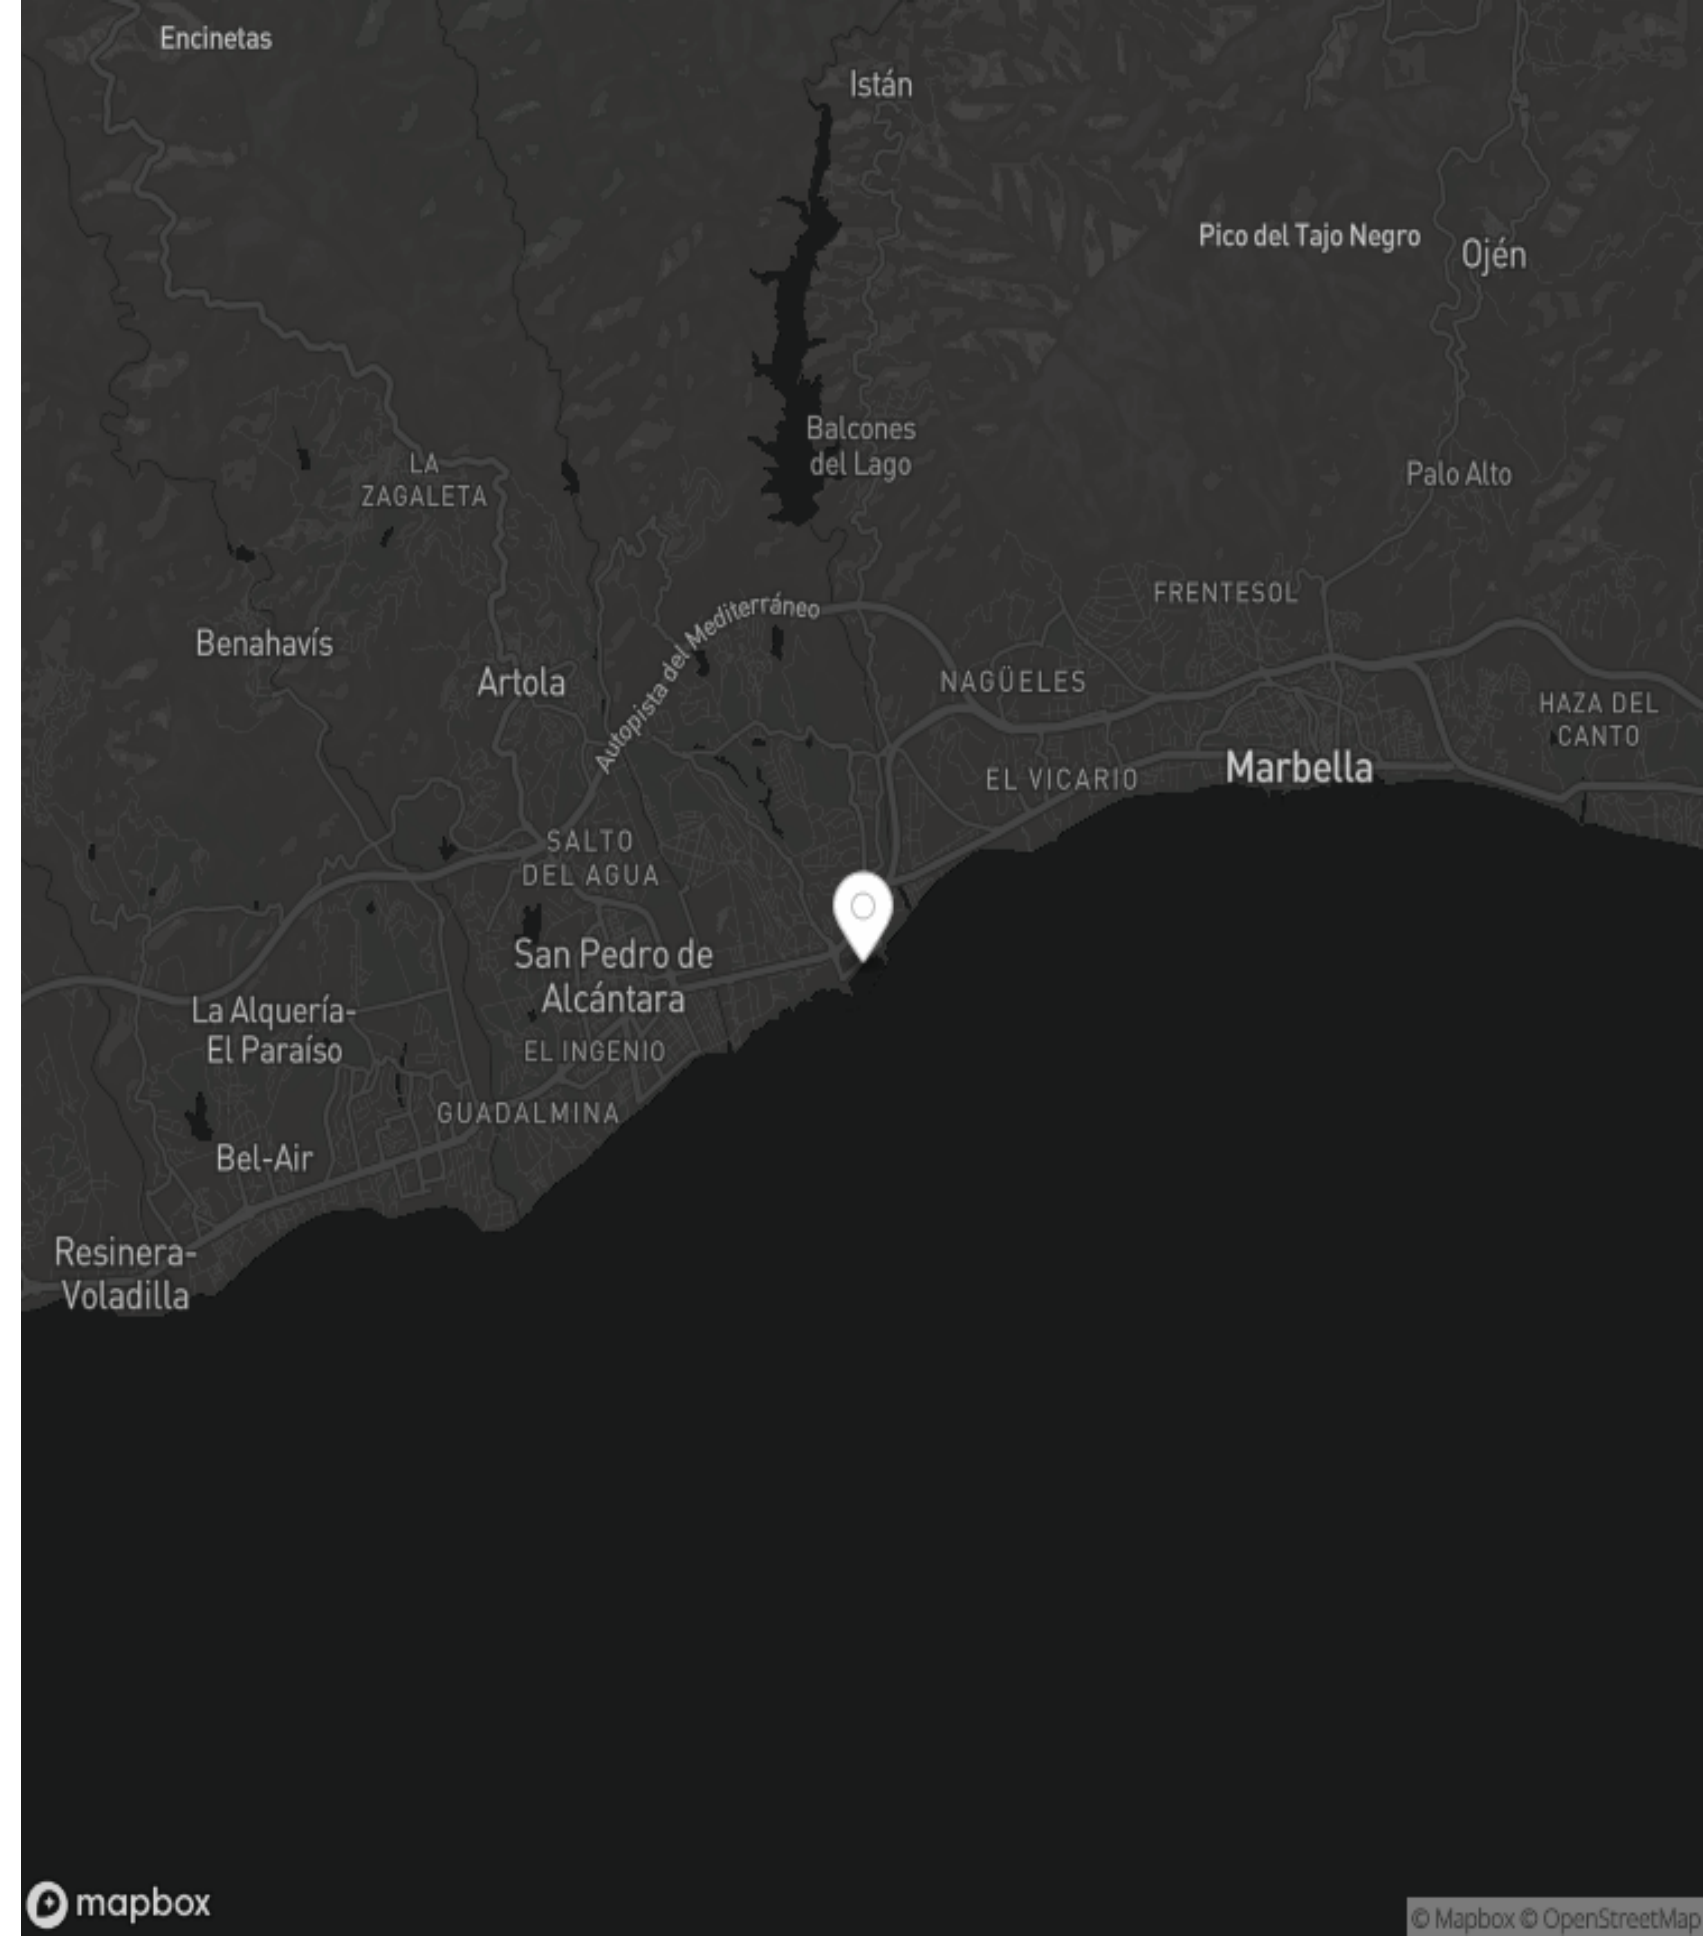 Encinetas
Istán
Pico del Tajo Negro
Ojén
Balcones
del Lago
LA
ZAGALETA
Palo Alto
FRENTESOL
Autopista del Mediterráneo
Benahavís
Artola
NAGÜELES
HAZA DEL
CANTO
EL VICARIO
Marbella
SALTO
DEL AGUA
San Pedro de
Alcántara
La Alquería-
El Paraíso
EL INGENIO
GUADALMINA
Bel-Air
Resinera-
Voladilla
mapbox
© Mapbox © OpenStreetMap